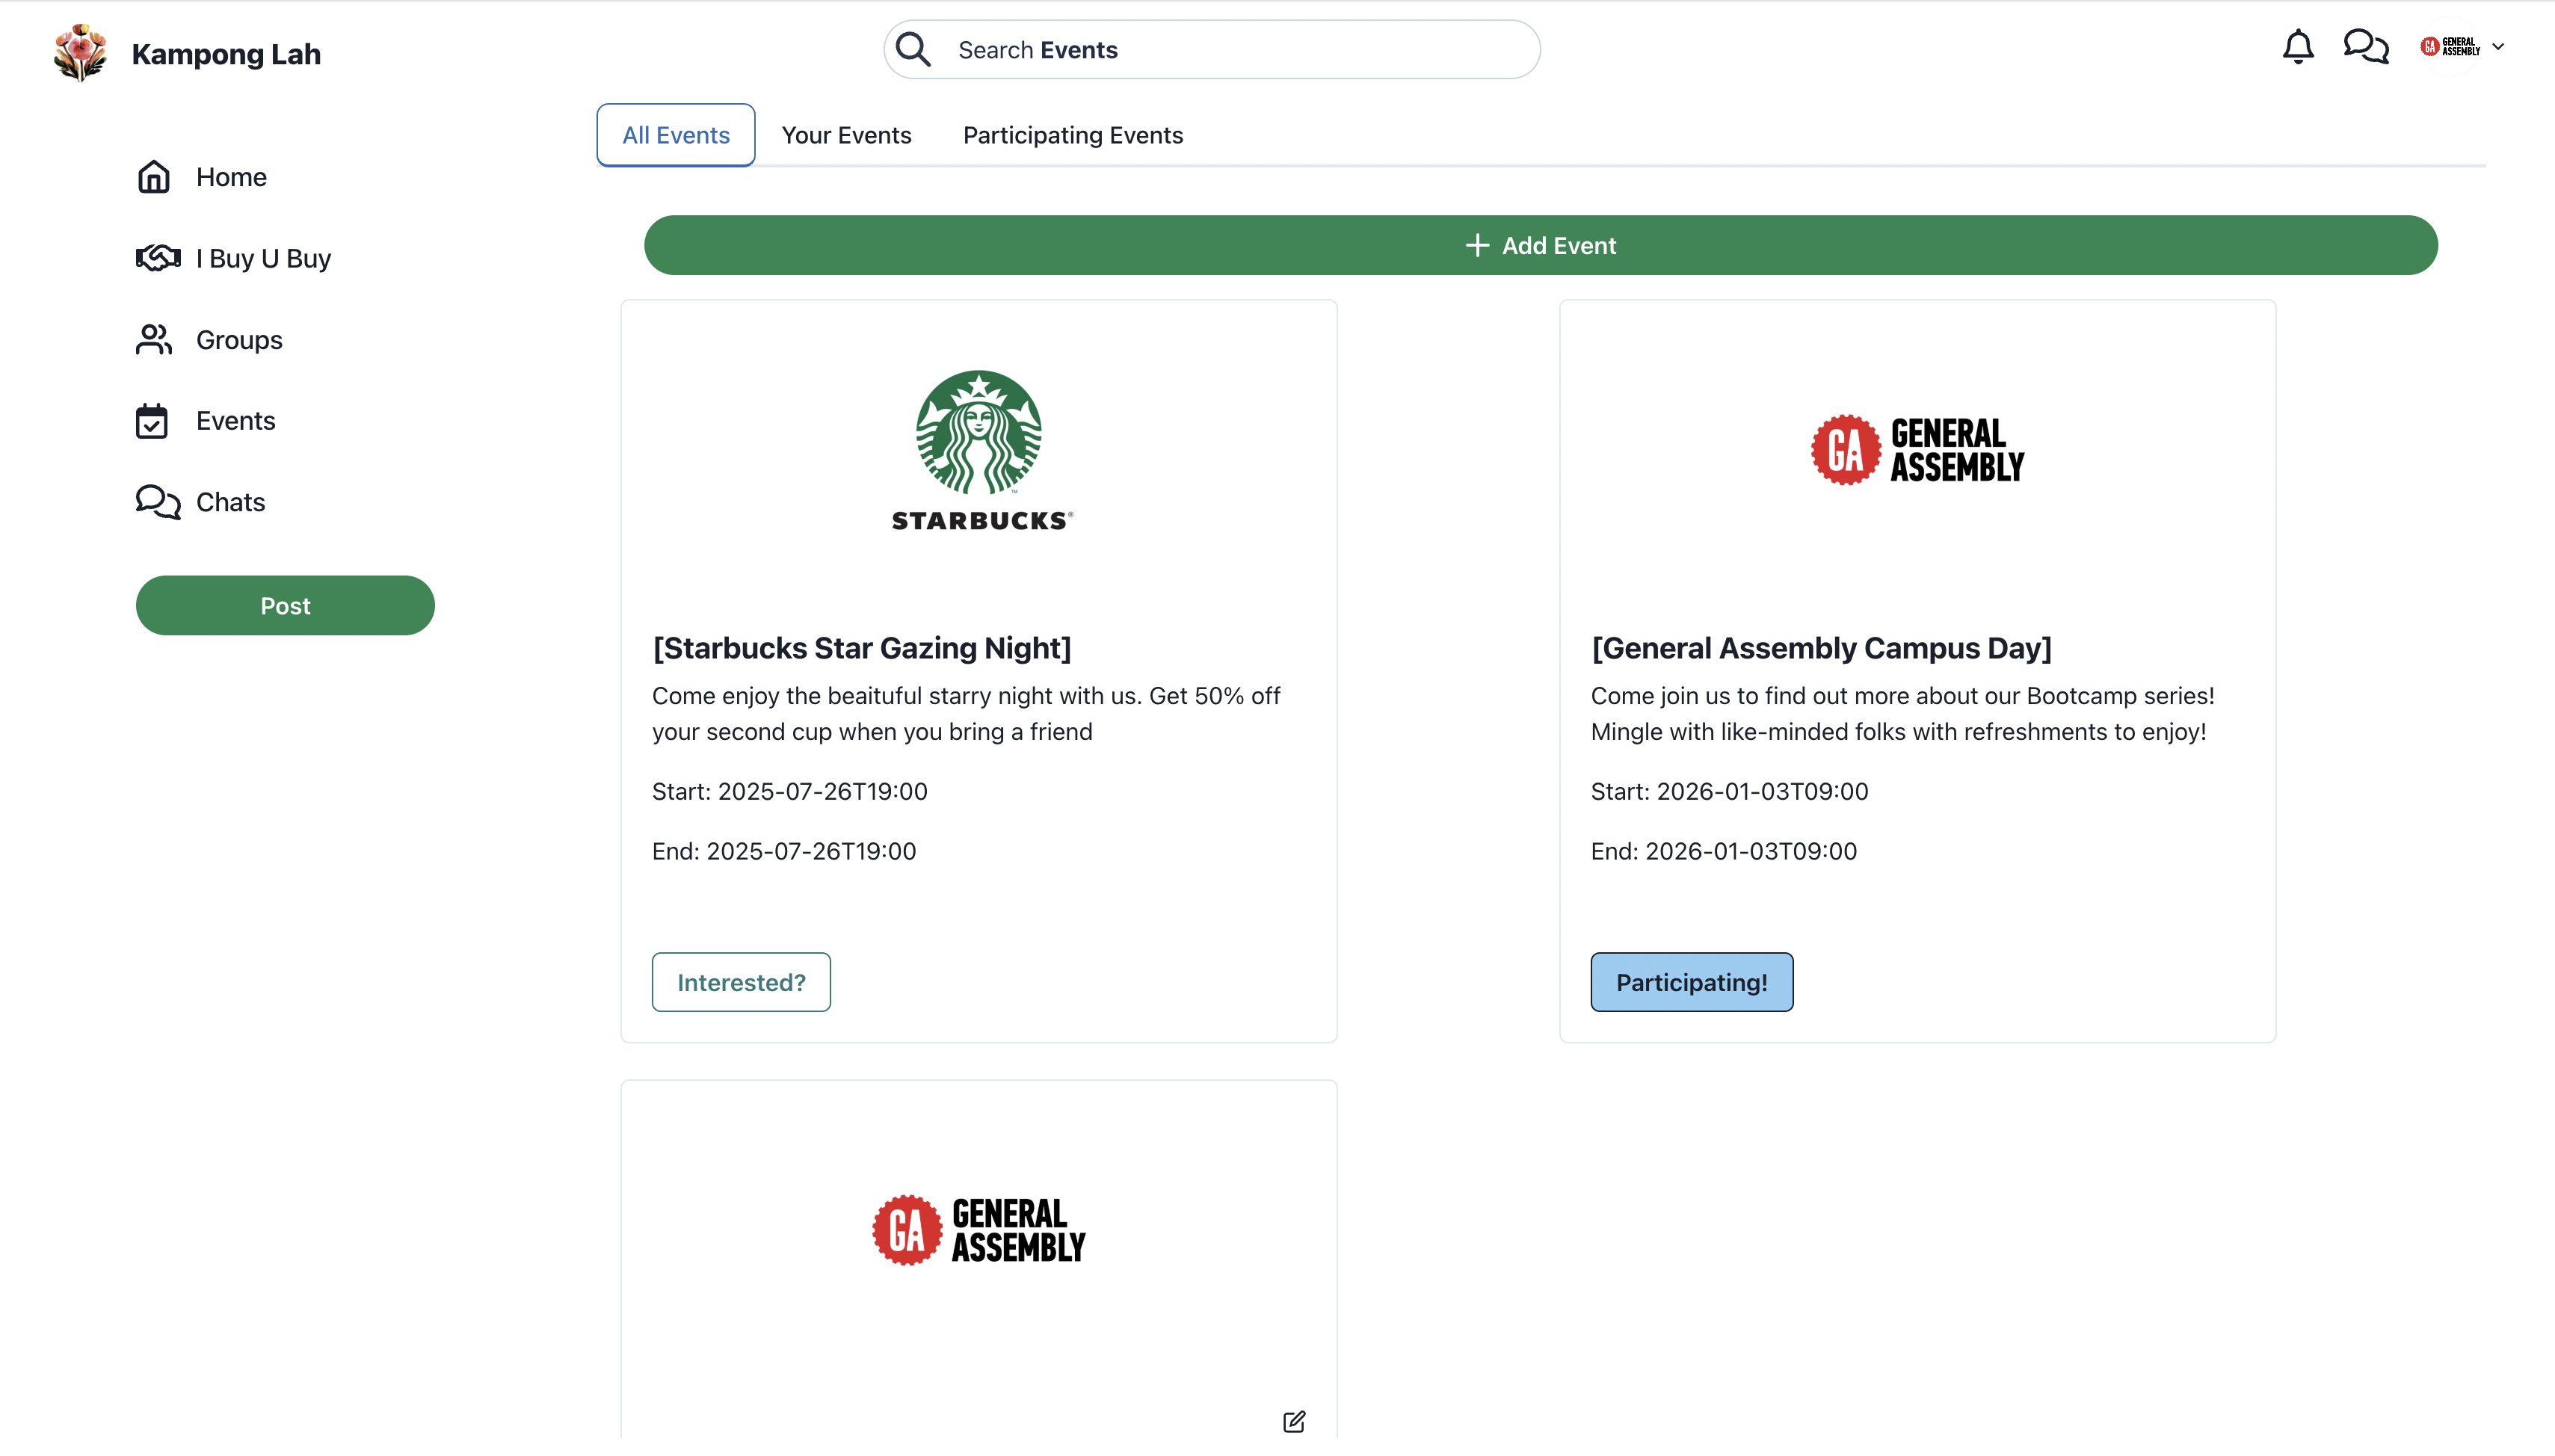 Kampong Lah
Search Events
GA GENERAL ASSEMBLY
All Events
Your Events
Participating Events
Home
I Buy U Buy
Groups
Events
Chats
Post
Add Event
STARBUCKS®
TM
[Starbucks Star Gazing Night]
Come enjoy the beaituful starry night with us. Get 50% off
your second cup when you bring a friend
Start: 2025-07-26T19:00
End: 2025-07-26T19:00
Interested?
GA GENERAL
ASSEMBLY
[General Assembly Campus Day]
Come join us to find out more about our Bootcamp series!
Mingle with like-minded folks with refreshments to enjoy!
Start: 2026-01-03T09:00
End: 2026-01-03T09:00
Participating!
GA GENERAL
ASSEMBLY